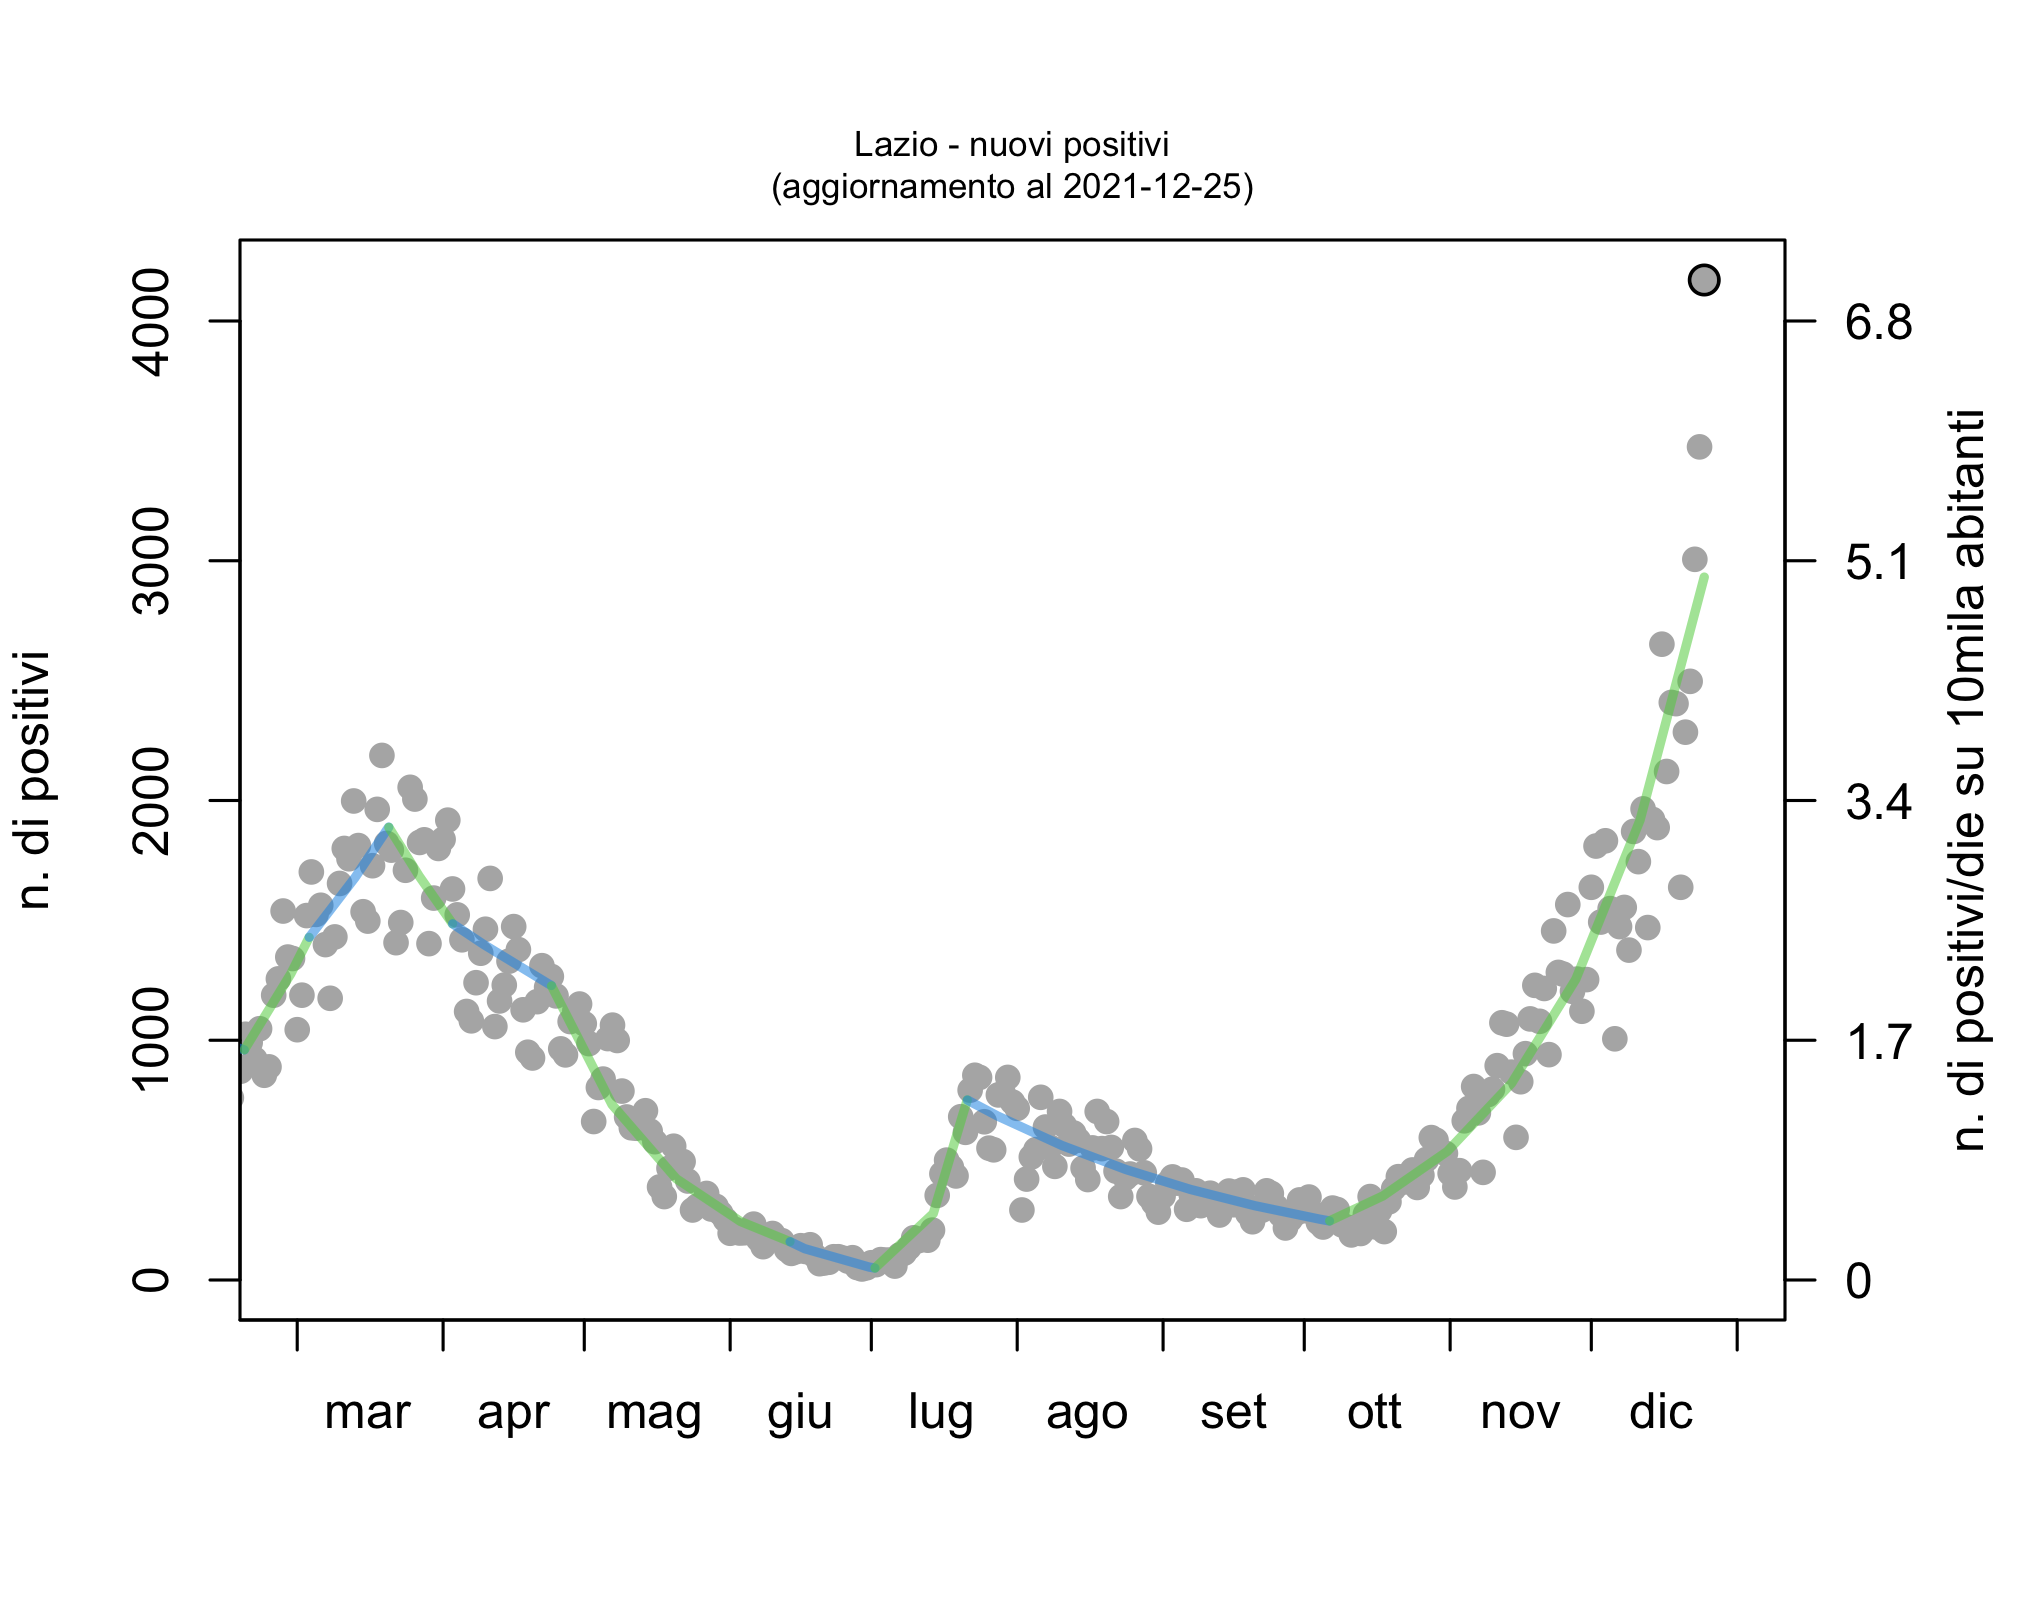 Lazio - nuovi positivi
(aggiornamento al 2021-12-25)
n. di positivi
4000
3000
2000
1000
0
6.8
5.1
3.4
1.7
0
n. di positivi/die su 10mila abitanti
mar apr mag giu lug ago set ott nov dic